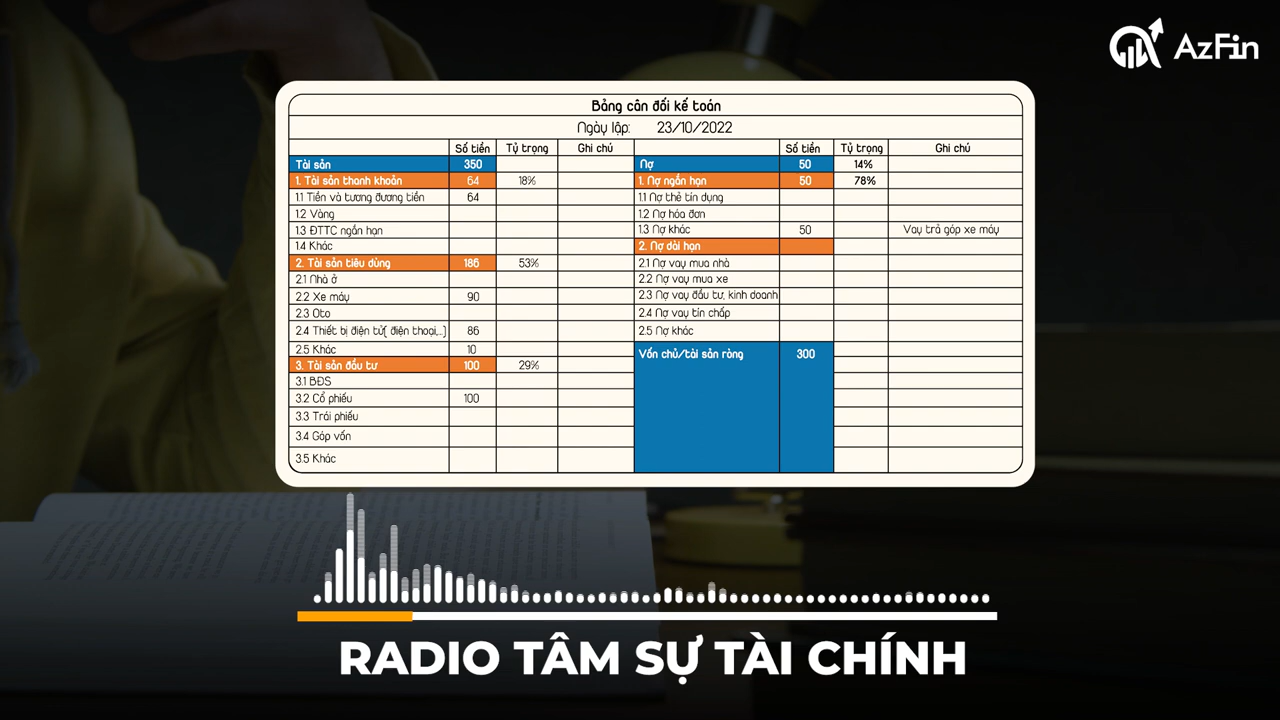 AzFin
Bảng cân đối kế toán
Ngày lập: 23/10/2022
Số tiền Tỷ trọng Ghi chú Số tiền Tỷ trọng Ghi chú
Tài sản 350 Nợ 50 14%
1. Tài sản thanh khoản 64 18% 1. Nợ ngắn hạn 50 78%
1.1 Tiền và tương đương tiền 64 1.1 Nợ thẻ tín dụng
1.2 Vàng 1.2 Nợ hóa đơn
1.3 ĐTTC ngắn hạn 1.3 Nợ khác 50 Vay trả góp xe máy
1.4 Khác 2. Nợ dài hạn
2. Tài sản tiêu dùng 186 53% 2.1 Nợ vay mua nhà
2.1 Nhà ở 2.2 Nợ vay mua xe
2.2 Xe máy 90 2.3 Nợ vay đầu tư, kinh doanh
2.3 Oto 2.4 Nợ vay tín chấp
2.4 Thiết bị điện tử( điện thoại,..) 86 2.5 Nợ khác
2.5 Khác 10 Vốn chủ/tài sản ròng 300
3. Tài sản đầu tư 100 29%
3.1 BĐS
3.2 Cổ phiếu 100
3.3 Trái phiếu
3.4 Góp vốn
3.5 Khác
RADIO TÂM SỰ TÀI CHÍNH